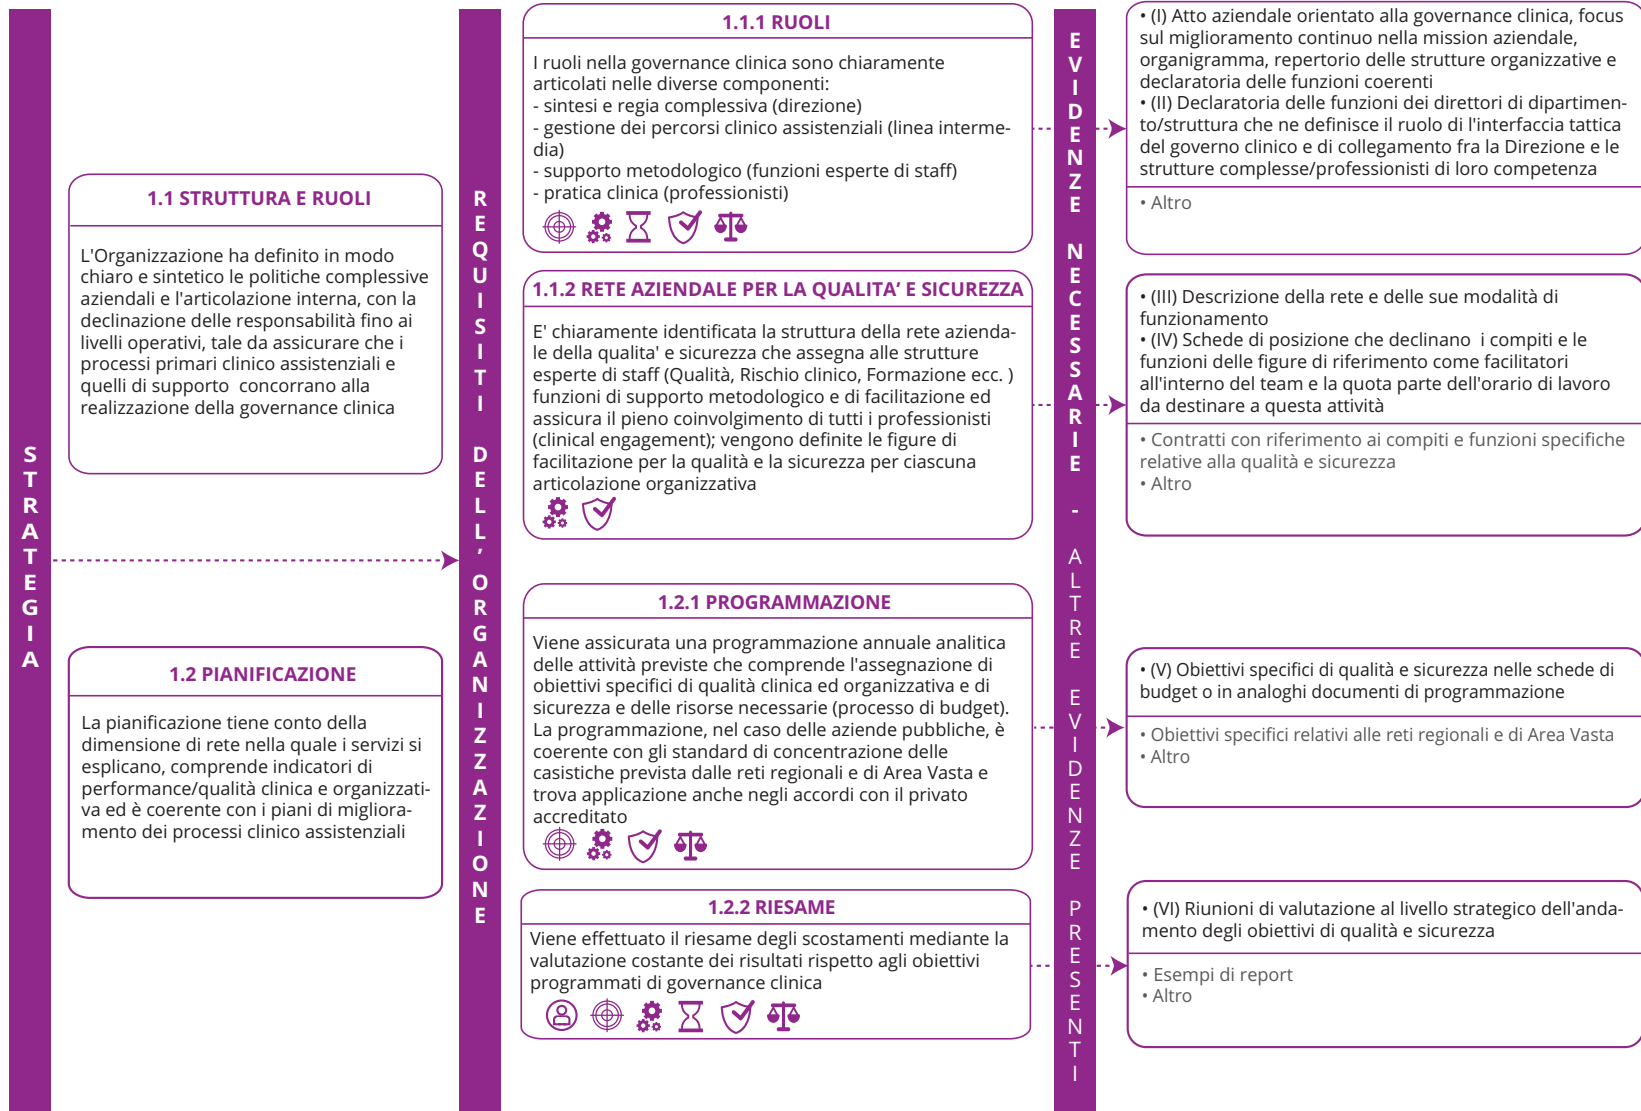 STRATEGIA
1.1 STRUTTURA E RUOLI
L'Organizzazione ha definito in modo
chiaro e sintetico le politiche complessive
aziendali e l'articolazione interna, con la
declinazione delle responsabilità fino ai
livelli operativi, tale da assicurare che i
processi primari clinico assistenziali e
quelli di supporto  concorrano alla
realizzazione della governance clinica
1.2 PIANIFICAZIONE
La pianificazione tiene conto della
dimensione di rete nella quale i servizi si
esplicano, comprende indicatori di
performance/qualità clinica e organizzati-
va ed è coerente con i piani di migliora-
mento dei processi clinico assistenziali
REQUISITI DELL' ORGANIZZAZIONE
1.1.1 RUOLI
I ruoli nella governance clinica sono chiaramente
articolati nelle diverse componenti:
- sintesi e regia complessiva (direzione)
- gestione dei percorsi clinico assistenziali (linea interme-
dia)
- supporto metodologico (funzioni esperte di staff)
- pratica clinica (professionisti)
1.1.2 RETE AZIENDALE PER LA QUALITA’ E SICUREZZA
E' chiaramente identificata la struttura della rete azienda-
le della qualita' e sicurezza che assegna alle strutture
esperte di staff (Qualità, Rischio clinico, Formazione ecc. )
funzioni di supporto metodologico e di facilitazione ed
assicura il pieno coinvolgimento di tutti i professionisti
(clinical engagement); vengono definite le figure di
facilitazione per la qualità e la sicurezza per ciascuna
articolazione organizzativa
1.2.1 PROGRAMMAZIONE
Viene assicurata una programmazione annuale analitica
delle attività previste che comprende l'assegnazione di
obiettivi specifici di qualità clinica ed organizzativa e di
sicurezza e delle risorse necessarie (processo di budget).
La programmazione, nel caso delle aziende pubbliche, è
coerente con gli standard di concentrazione delle
casistiche prevista dalle reti regionali e di Area Vasta e
trova applicazione anche negli accordi con il privato
accreditato
1.2.2 RIESAME
Viene effettuato il riesame degli scostamenti mediante la
valutazione costante dei risultati rispetto agli obiettivi
programmati di governance clinica
EVIDENZE NECESSARIE - ALTRE EVIDENZE PRESENTI
• (I) Atto aziendale orientato alla governance clinica, focus
sul miglioramento continuo nella mission aziendale,
organigramma, repertorio delle strutture organizzative e
declaratoria delle funzioni coerenti
• (II) Declaratoria delle funzioni dei direttori di dipartimen-
to/struttura che ne definisce il ruolo di l'interfaccia tattica
del governo clinico e di collegamento fra la Direzione e le
strutture complesse/professionisti di loro competenza
• Altro
• (III) Descrizione della rete e delle sue modalità di
funzionamento
• (IV) Schede di posizione che declinano  i compiti e le
funzioni delle figure di riferimento come facilitatori
all'interno del team e la quota parte dell'orario di lavoro
da destinare a questa attività
• Contratti con riferimento ai compiti e funzioni specifiche
relative alla qualità e sicurezza
• Altro
• (V) Obiettivi specifici di qualità e sicurezza nelle schede di
budget o in analoghi documenti di programmazione
• Obiettivi specifici relativi alle reti regionali e di Area Vasta
• Altro
• (VI) Riunioni di valutazione al livello strategico dell'anda-
mento degli obiettivi di qualità e sicurezza
• Esempi di report
• Altro